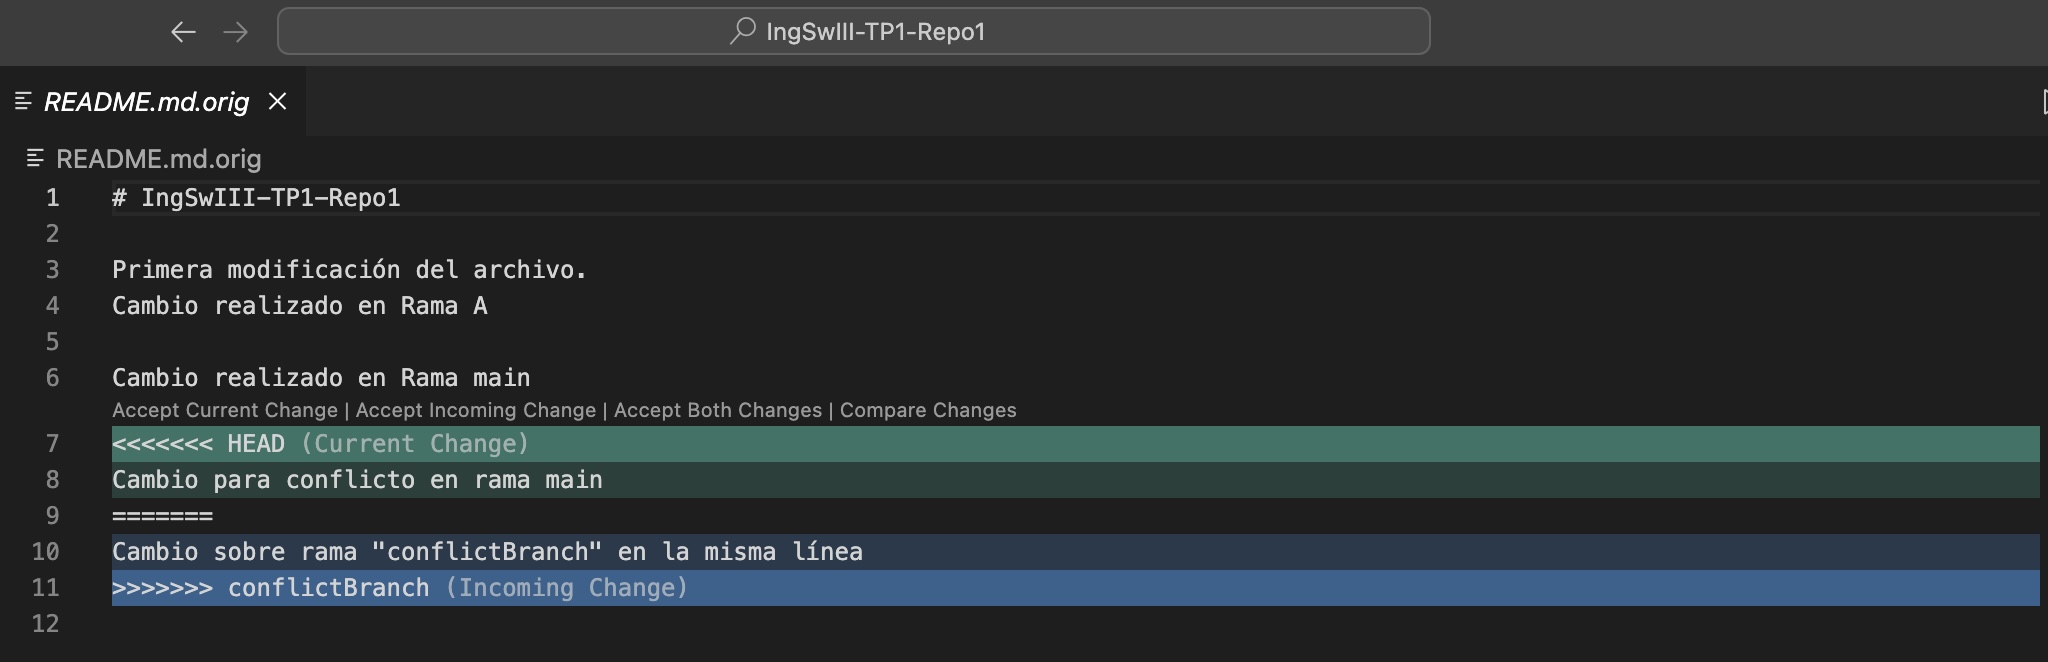 IngSwIII-TP1-Repo1
README.md.orig
README.md.orig
1 # IngSwIII-TP1-Repo1
2
3 Primera modificación del archivo.
4 Cambio realizado en Rama A
5
6 Cambio realizado en Rama main
Accept Current Change | Accept Incoming Change | Accept Both Changes | Compare Changes
7 <<<<<<< HEAD (Current Change)
8 Cambio para conflicto en rama main
9 =======
10 Cambio sobre rama "conflictBranch" en la misma línea
11 >>>>>>> conflictBranch (Incoming Change)
12